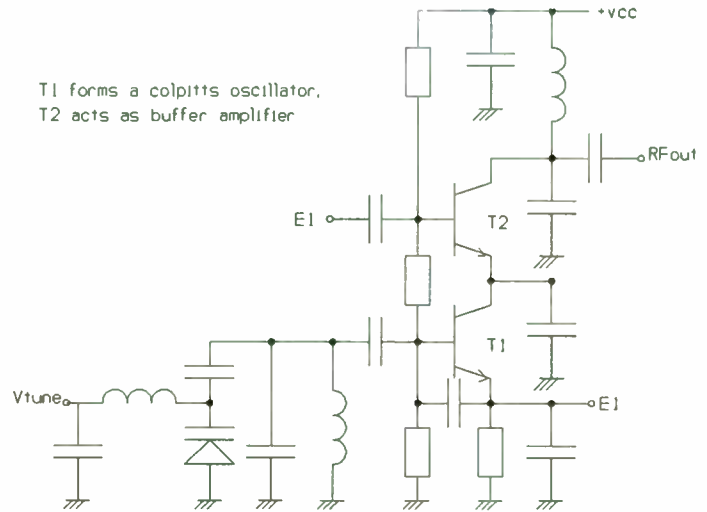 +vcc
T1 forms a colpitts oscillator,
T2 acts as buffer amplifier
RFout
E1
T2
T1
Vtune
E1